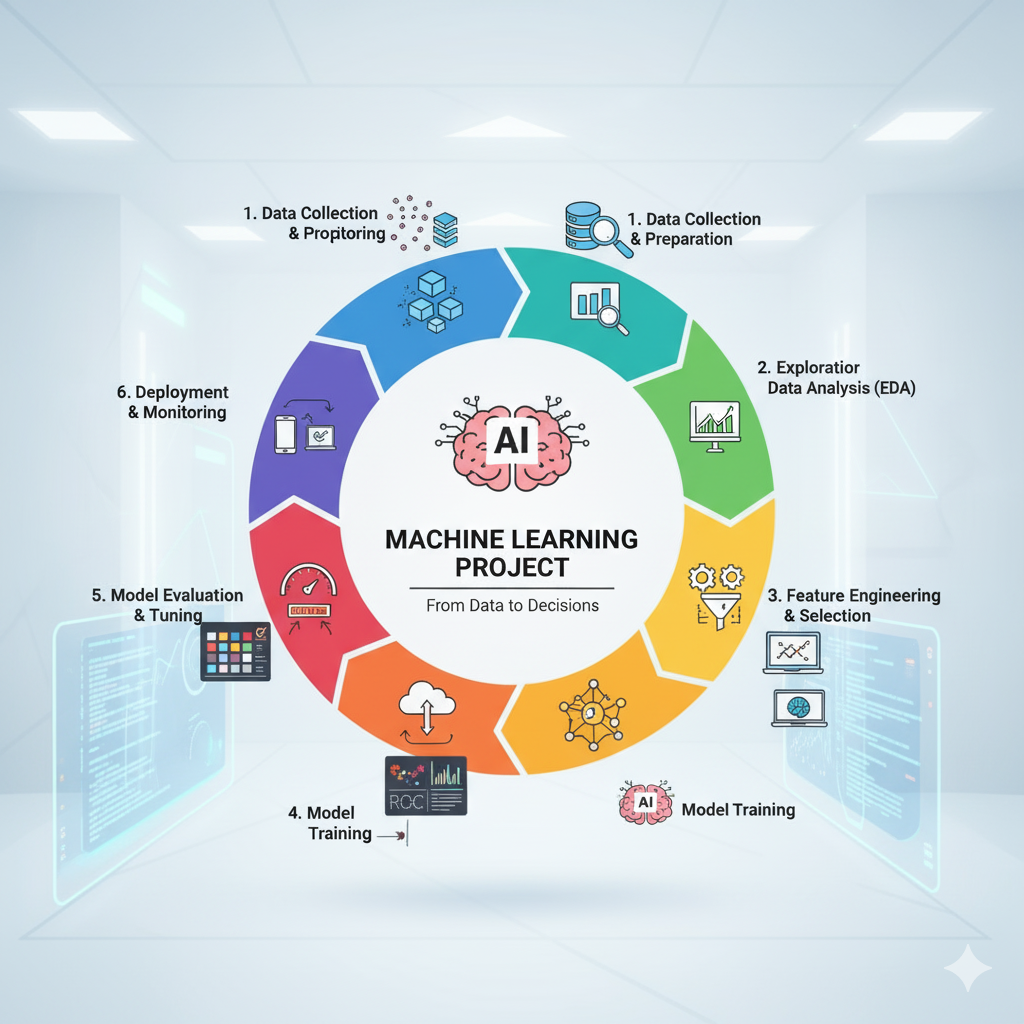 1. Data Collection
& Proptoring
1. Data Collection
& Preparation
2. Exploratior
Data Analysis (EDA)
3. Feature Engineering
& Selection
Model Training
AI
4. Model
Training
ROC
5. Model Evaluation
& Tuning
6. Deployment
& Monitoring
AI
MACHINE LEARNING
PROJECT
From Data to Decisions